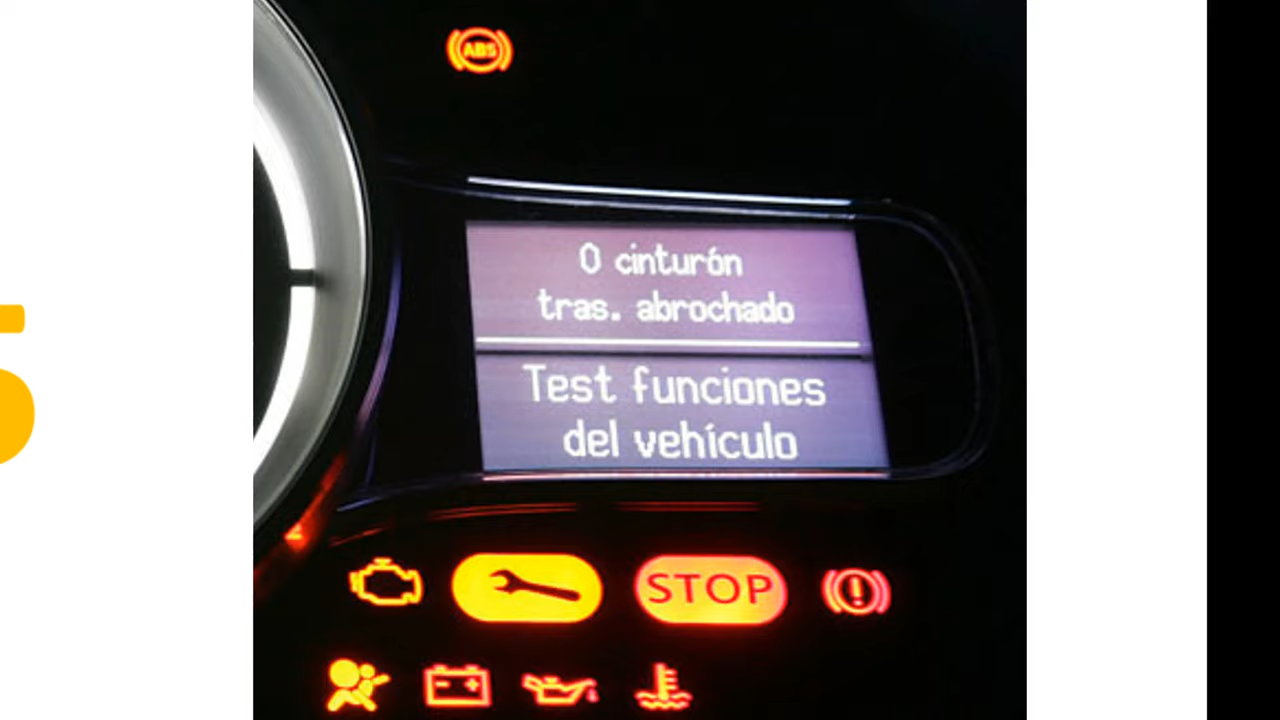 ABS
0 cinturón
tras. abrochado
Test funciones
del vehículo
STOP